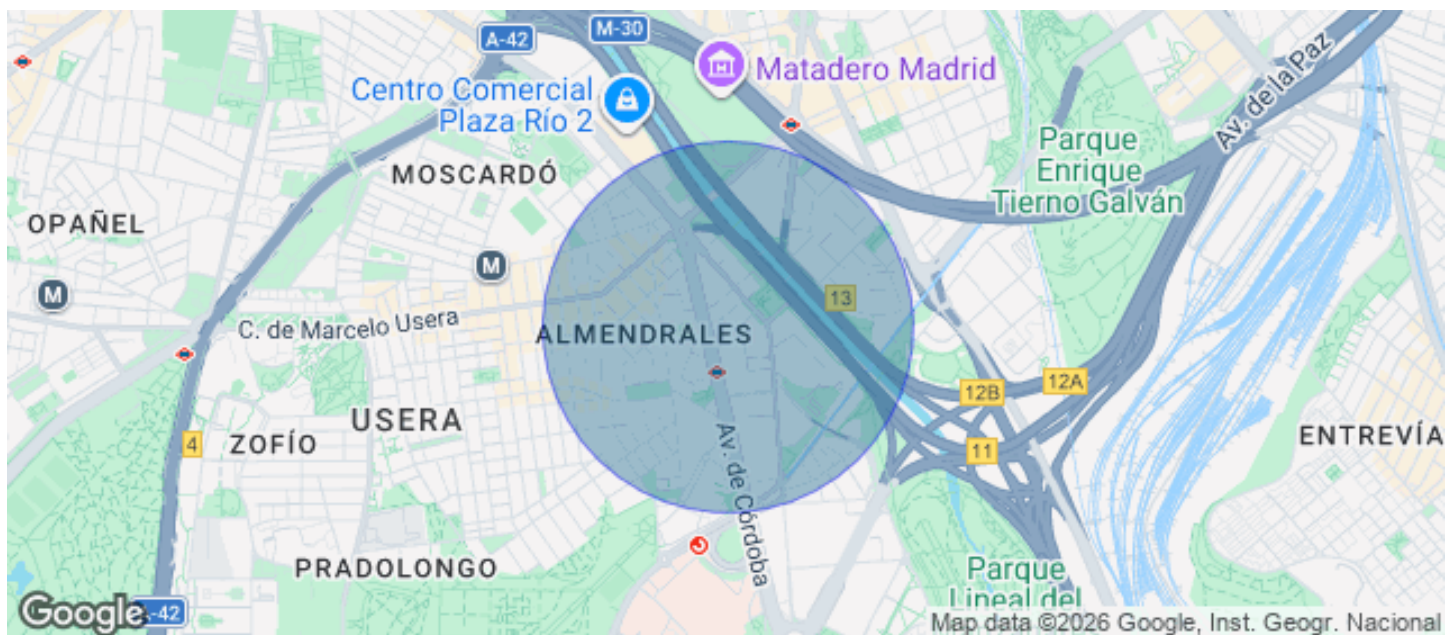 M-30
A-42
Centro Comercial
Plaza Río 2
Matadero Madrid
Av. de la Paz
Parque
Enrique
Tierno Galván
MOSCARDÓ
OPAÑEL
M
M
C. de Marcelo Usera
ALMENDRALES
13
12B
12A
11
4
USERA
ZOFÍO
ENTREVÍA
Av. de Córdoba
PRADOLONGO
Parque
Lineal del
Google
A-42
Map data ©2026 Google, Inst. Geogr. Nacional